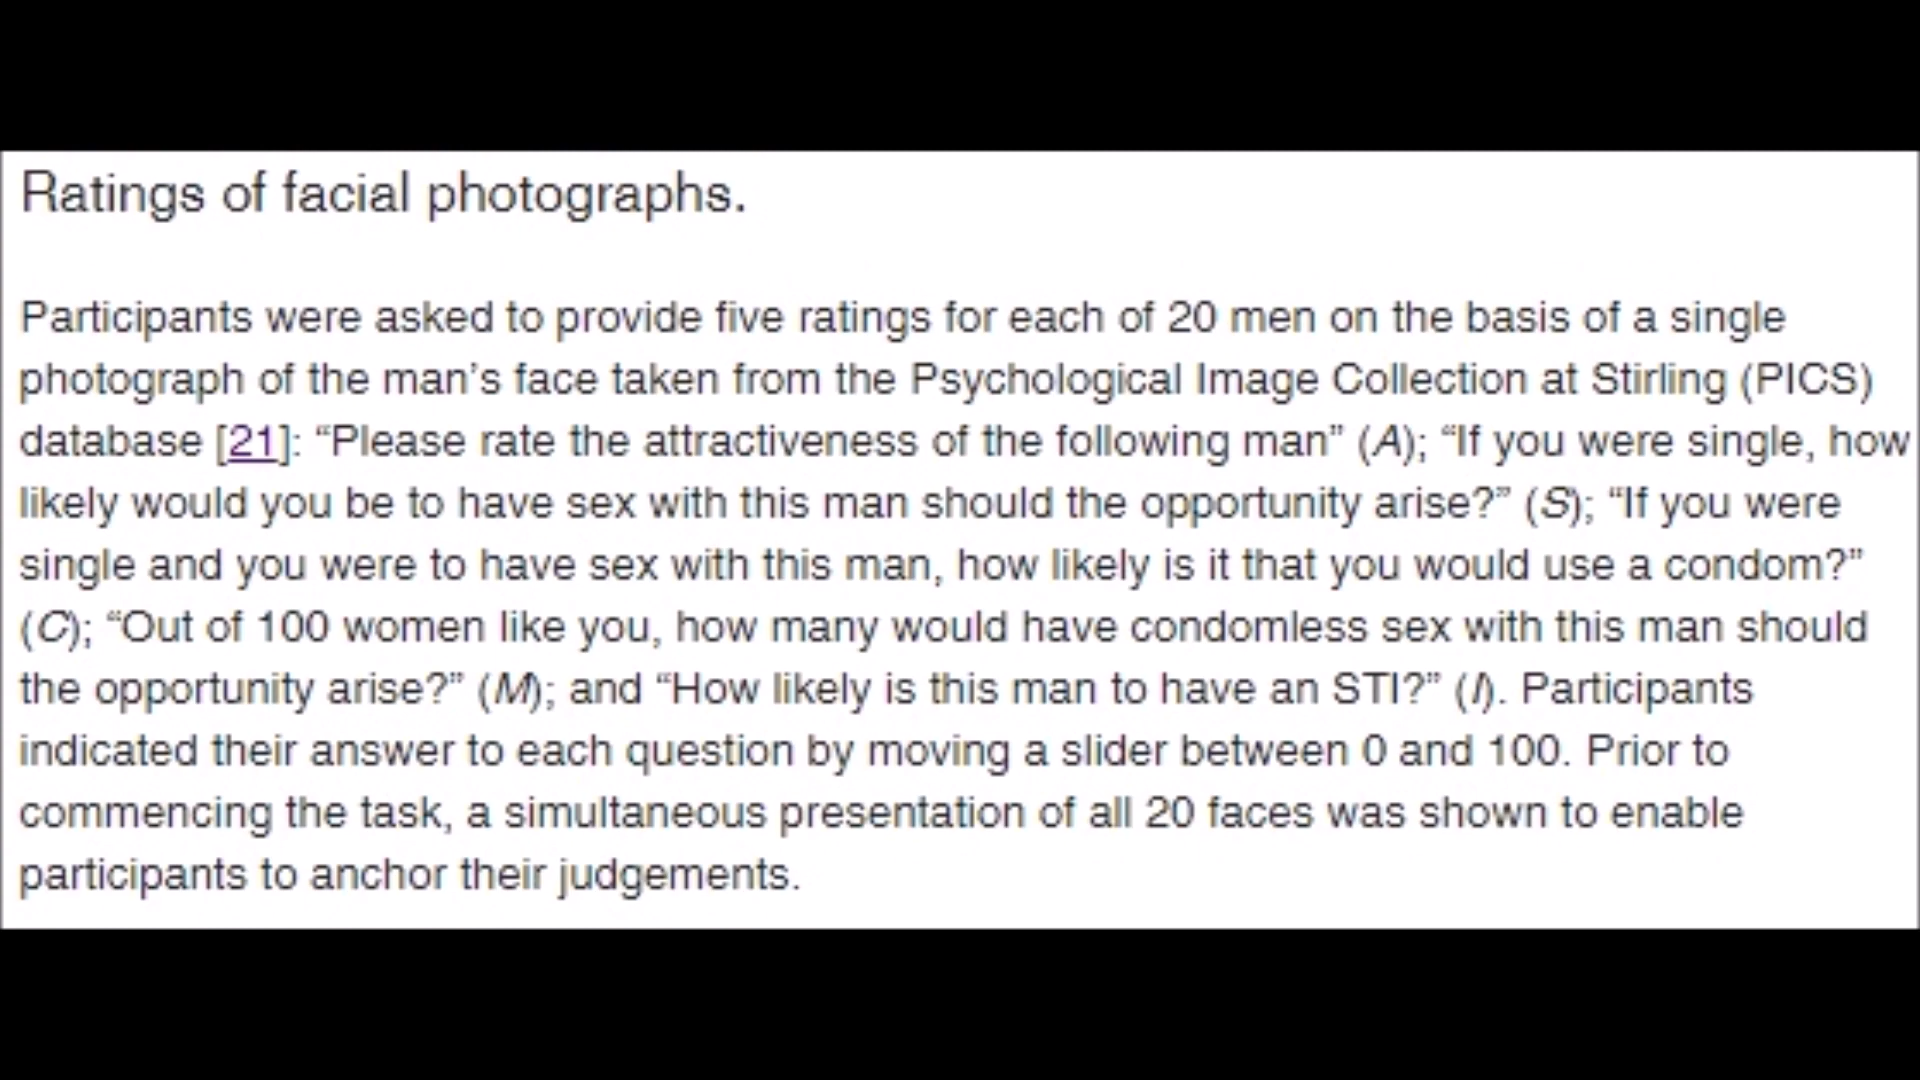 Ratings of facial photographs.
Participants were asked to provide five ratings for each of 20 men on the basis of a single
photograph of the man’s face taken from the Psychological Image Collection at Stirling (PICS)
database [21]: “Please rate the attractiveness of the following man” (A); “If you were single, how
likely would you be to have sex with this man should the opportunity arise?” (S); “If you were
single and you were to have sex with this man, how likely is it that you would use a condom?”
(C); “Out of 100 women like you, how many would have condomless sex with this man should
the opportunity arise?” (M); and “How likely is this man to have an STI?” (I). Participants
indicated their answer to each question by moving a slider between 0 and 100. Prior to
commencing the task, a simultaneous presentation of all 20 faces was shown to enable
participants to anchor their judgements.